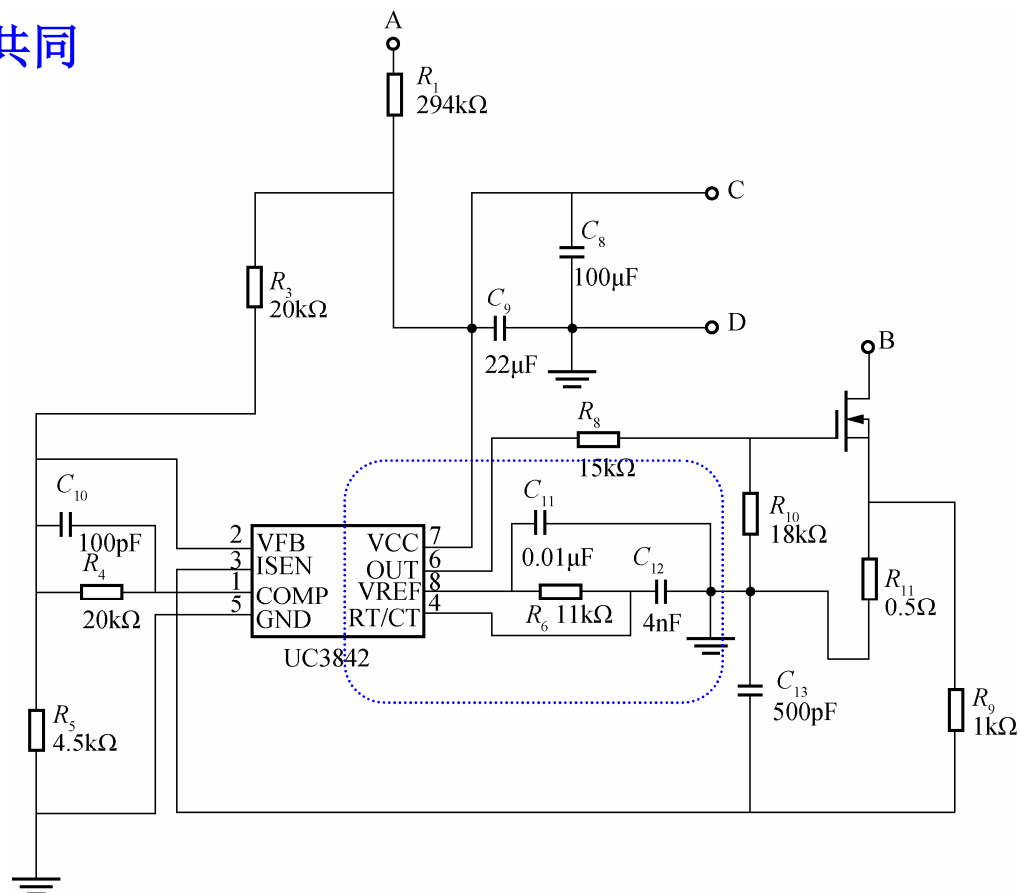 共同
A
R1
294kΩ
C
C8
100μF
R3
20kΩ
C9
22μF
D
B
R8
15kΩ
C10
100pF
R4
20kΩ
2 VFB
3 ISEN
1 COMP
5 GND
VCC 7
OUT 6
VREF 8
RT/CT 4
UC3842
C11
0.01μF
R6 11kΩ
C12
4nF
R10
18kΩ
R11
0.5Ω
R5
4.5kΩ
C13
500pF
R9
1kΩ